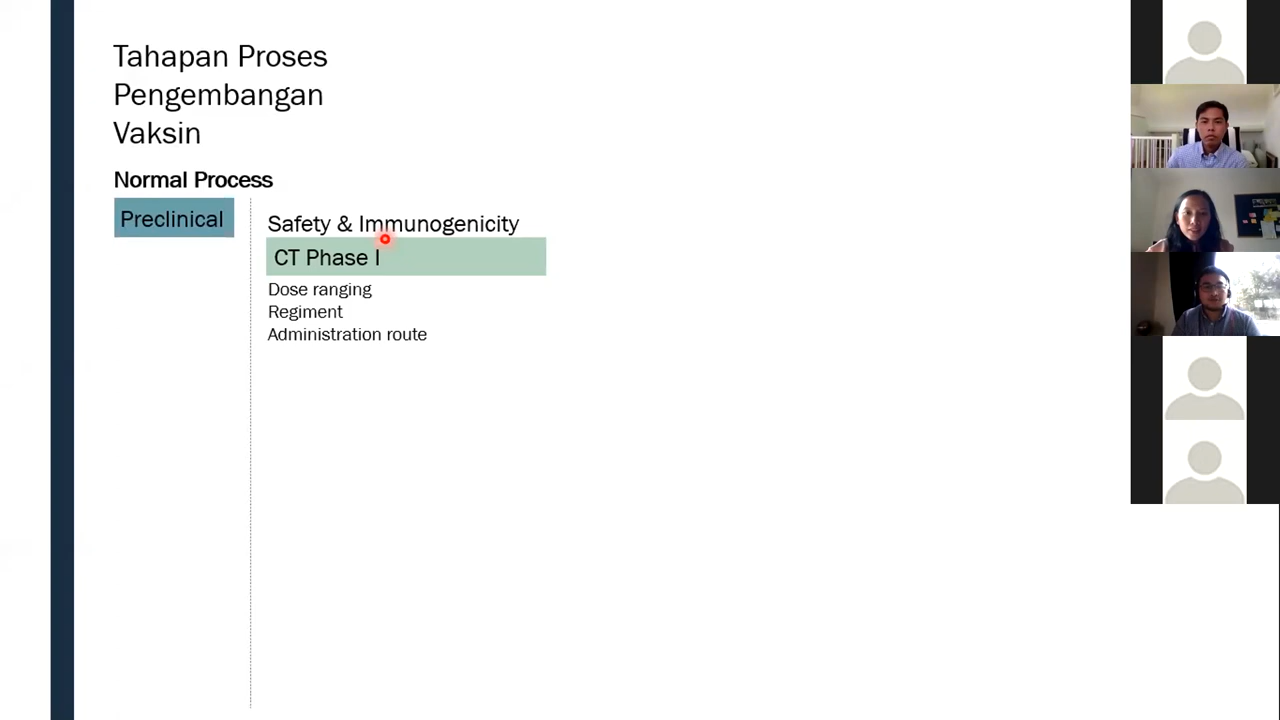 Tahapan Proses
Pengembangan
Vaksin
Normal Process
Preclinical
Safety & Immunogenicity
CT Phase I
Dose ranging
Regiment
Administration route